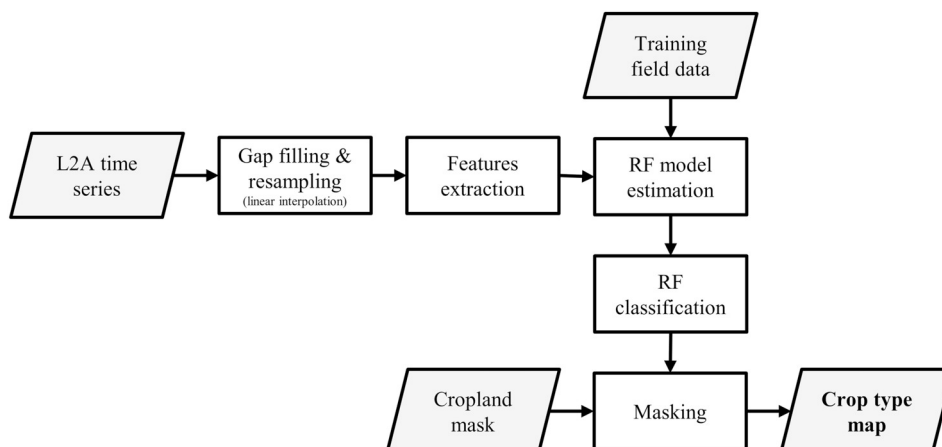 Training
field data
L2A time
series
Gap filling &
resampling
(linear interpolation)
Features
extraction
RF model
estimation
RF
classification
Cropland
mask
Masking
Crop type
map